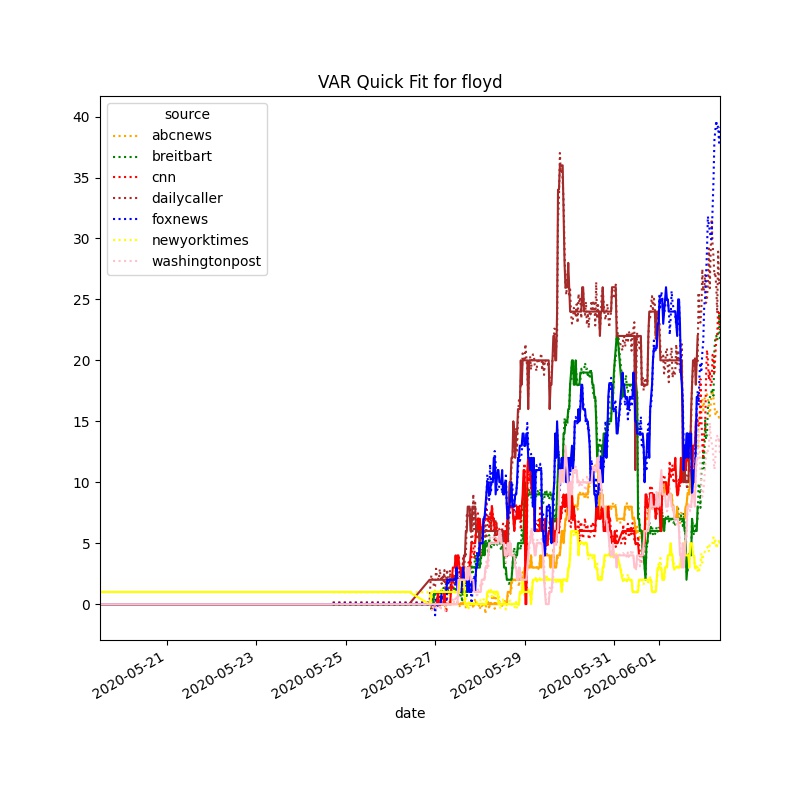 VAR Quick Fit for floyd
source
abcnews
breitbart
cnn
dailycaller
foxnews
newyorktimes
washingtonpost
40
35
30
25
20
15
10
5
0
2020-05-21
2020-05-23
2020-05-25
2020-05-27
2020-05-29
2020-05-31
2020-06-01
date